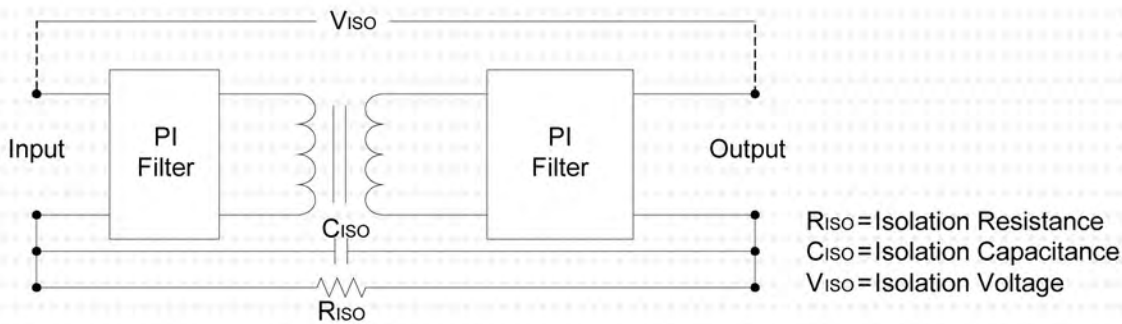 VISO
Input
PI
Filter
PI
Filter
Output
CISO
RISO
RISO=Isolation Resistance
CISO=Isolation Capacitance
VISO=Isolation Voltage